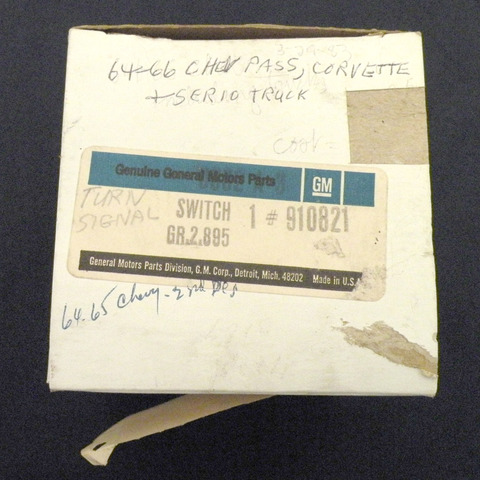 64-66 CHEV PASS, CORVETTE
+ SERIO TRUCK
Genuine General Motors Parts
GM
TURN
SIGNAL
SWITCH 1 # 910821
GR.2.895
General Motors Parts Division, G.M. Corp., Detroit, Mich. 48202 Made in U.S.A
64-65 Chevy -